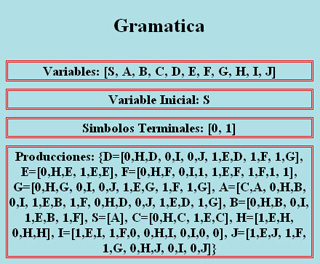 Gramatica
Variables: [S, A, B, C, D, E, F, G, H, I, J]
Variable Inicial: S
Simbolos Terminales: [0, 1]
Producciones: {D=[0,H,D, 0,I, 0,J, 1,E,D, 1,F, 1,G],
E=[0,H,E, 1,E,E], F=[0,H,F, 0,I,1, 1,E,F, 1,F,1, 1],
G=[0,H,G, 0,I, 0,J, 1,E,G, 1,F, 1,G], A=[C,A, 0,H,B,
0,I, 1,E,B, 1,F, 0,H,D, 0,J, 1,E,D, 1,G], B=[0,H,B, 0,I,
1,E,B, 1,F], S=[A], C=[0,H,C, 1,E,C], H=[1,E,H,
0,H,H], I=[1,E,I, 1,F,0, 0,H,I, 0,I,0, 0], J=[1,E,J, 1,F,
1,G, 0,H,J, 0,I, 0,J]}